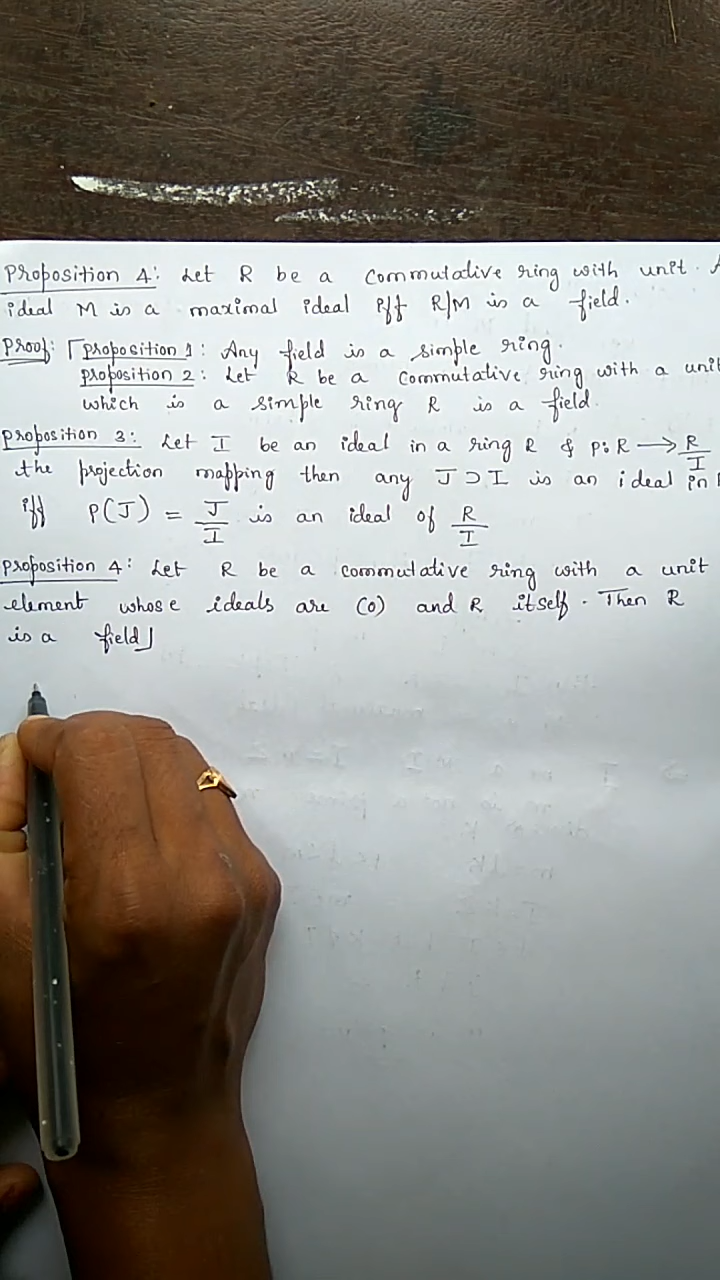 Proposition 4: Let R be a commutative ring with unit.
ideal M is a maximal ideal iff R/M is a field.
Proof: [Proposition 1: Any field is a simple ring.
Proposition 2: Let R be a commutative ring with a unit
which is a simple ring R is a field.
Proposition 3: Let I be an ideal in a ring R & P: R → R/I
the projection mapping then any J ⊃ I is an ideal in
iff P(J) = J/I is an ideal of R/I
Proposition 4: Let R be a commutative ring with a unit
element whose ideals are (0) and R itself. Then R
is a field]